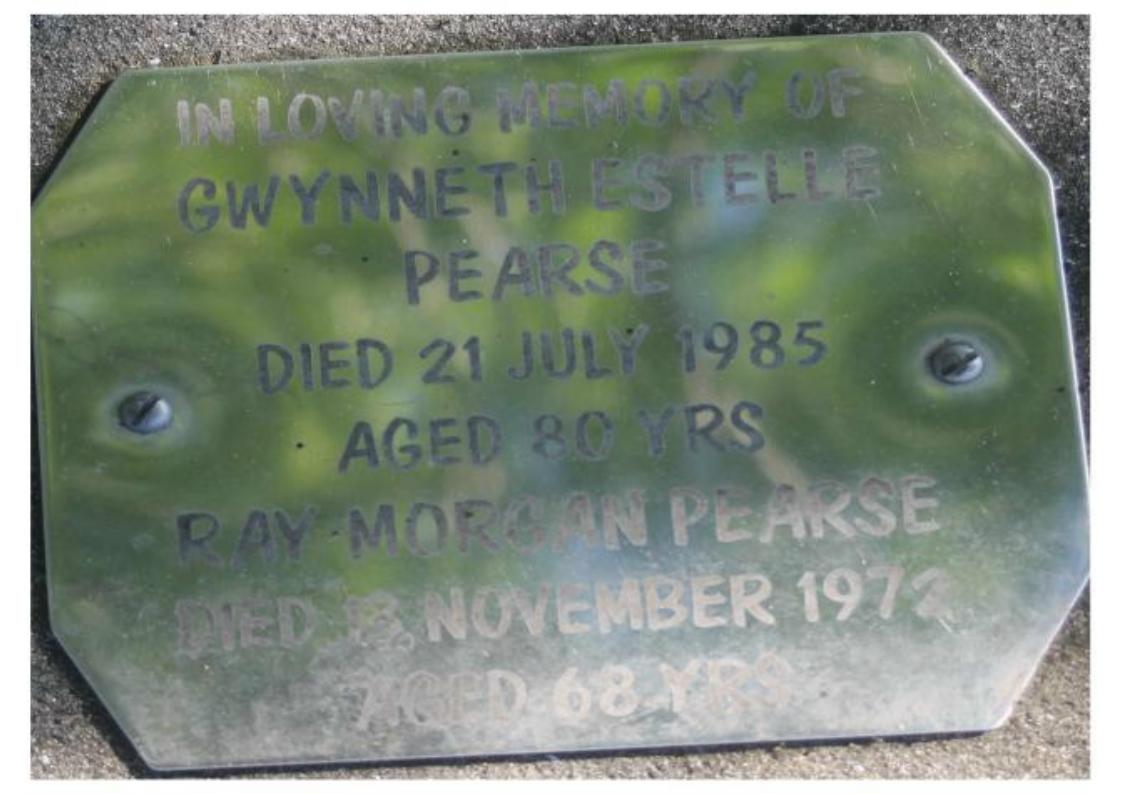 IN LOVING MEMORY OF
GWYNNETH ESTELLE
PEARSE
DIED 21 JULY 1985
AGED 80 YRS
RAY MORGAN PEARSE
DIED NOVEMBER 1972
AGED 68 YRS